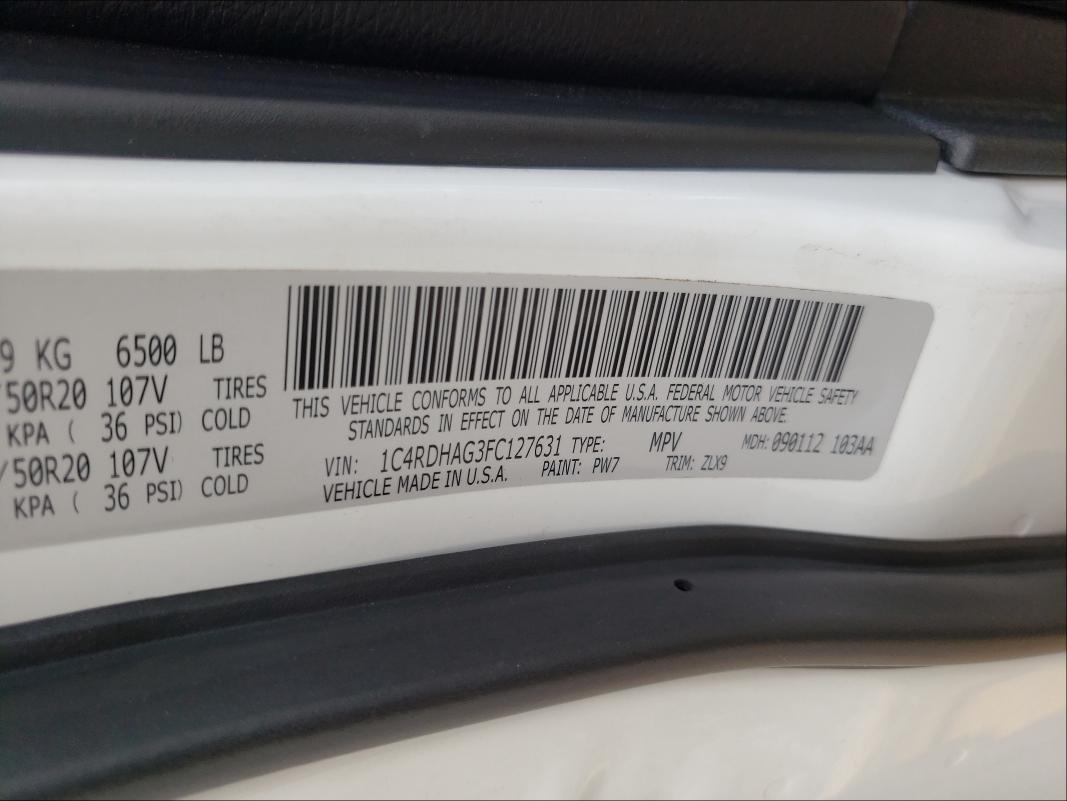 9 KG 6500 LB
/50R20 107V TIRES
KPA ( 36 PSI) COLD
/50R20 107V TIRES
KPA ( 36 PSI) COLD
THIS VEHICLE CONFORMS TO ALL APPLICABLE U.S.A. FEDERAL MOTOR VEHICLE SAFETY
STANDARDS IN EFFECT ON THE DATE OF MANUFACTURE SHOWN ABOVE.
VIN: 1C4RDHAG3FC127631 TYPE: MPV MDH: 090112 103AA
VEHICLE MADE IN U.S.A. PAINT: PW7 TRIM: ZLX9